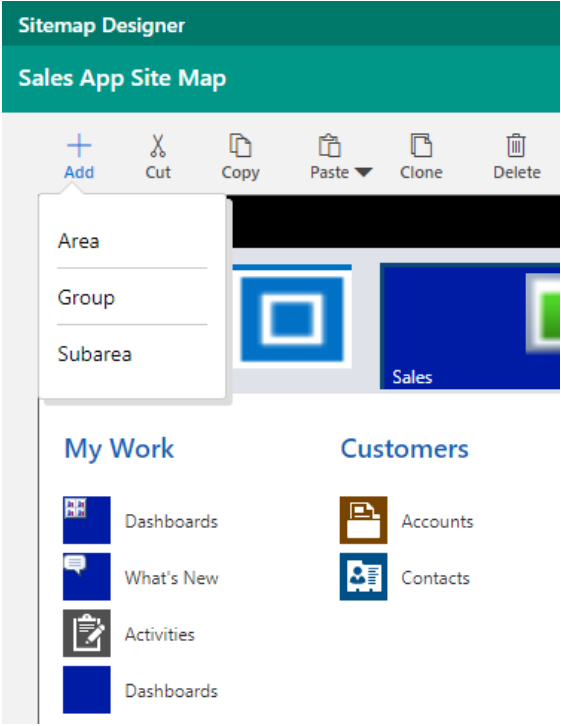 Sitemap Designer
Sales App Site Map
Add Cut Copy Paste Clone Delete
Area
Group
Subarea
Sales
My Work Customers
Dashboards Accounts
What's New Contacts
Activities
Dashboards